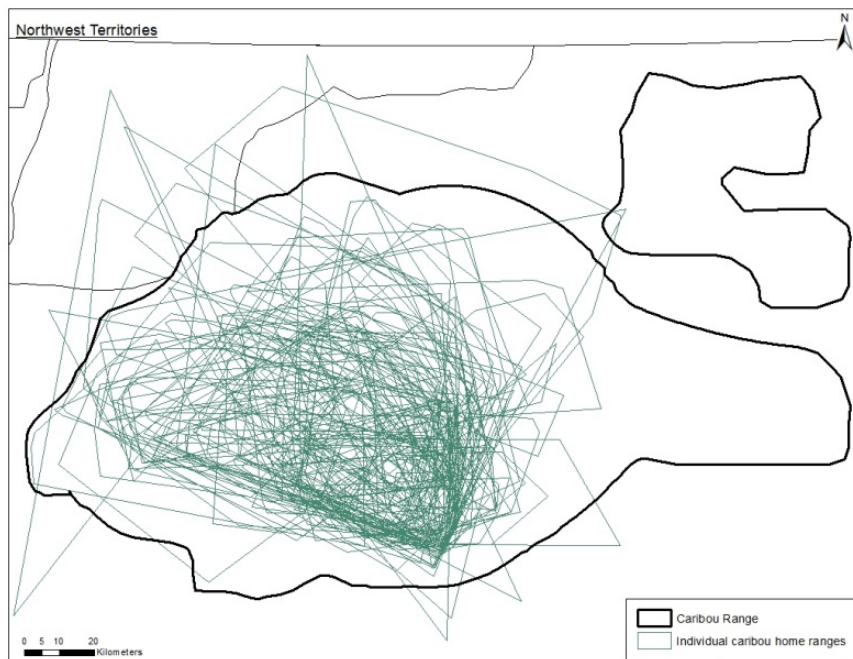 Northwest Territories
N
0 5 10 20
Kilometers
Caribou Range
Individual caribou home ranges